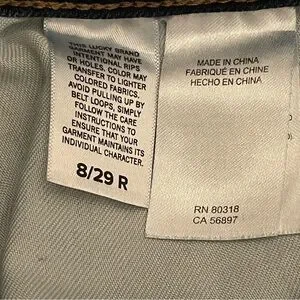 THIS LUCKY BRAND
GARMENT MAY HAVE
INTENTIONAL RIPS
OR HOLES. COLOR MAY
TRANSFER TO LIGHTER
COLORED FABRICS.
AVOID PULLING UP BY
BELT LOOPS, SIMPLY
FOLLOW THE CARE
INSTRUCTIONS TO
ENSURE THAT YOUR
GARMENT MAINTAINS ITS
INDIVIDUAL CHARACTER.
8/29 R
MADE IN CHINA
FABRIQUÉ EN CHINE
HECHO EN CHINA
RN 80318
CA 56897